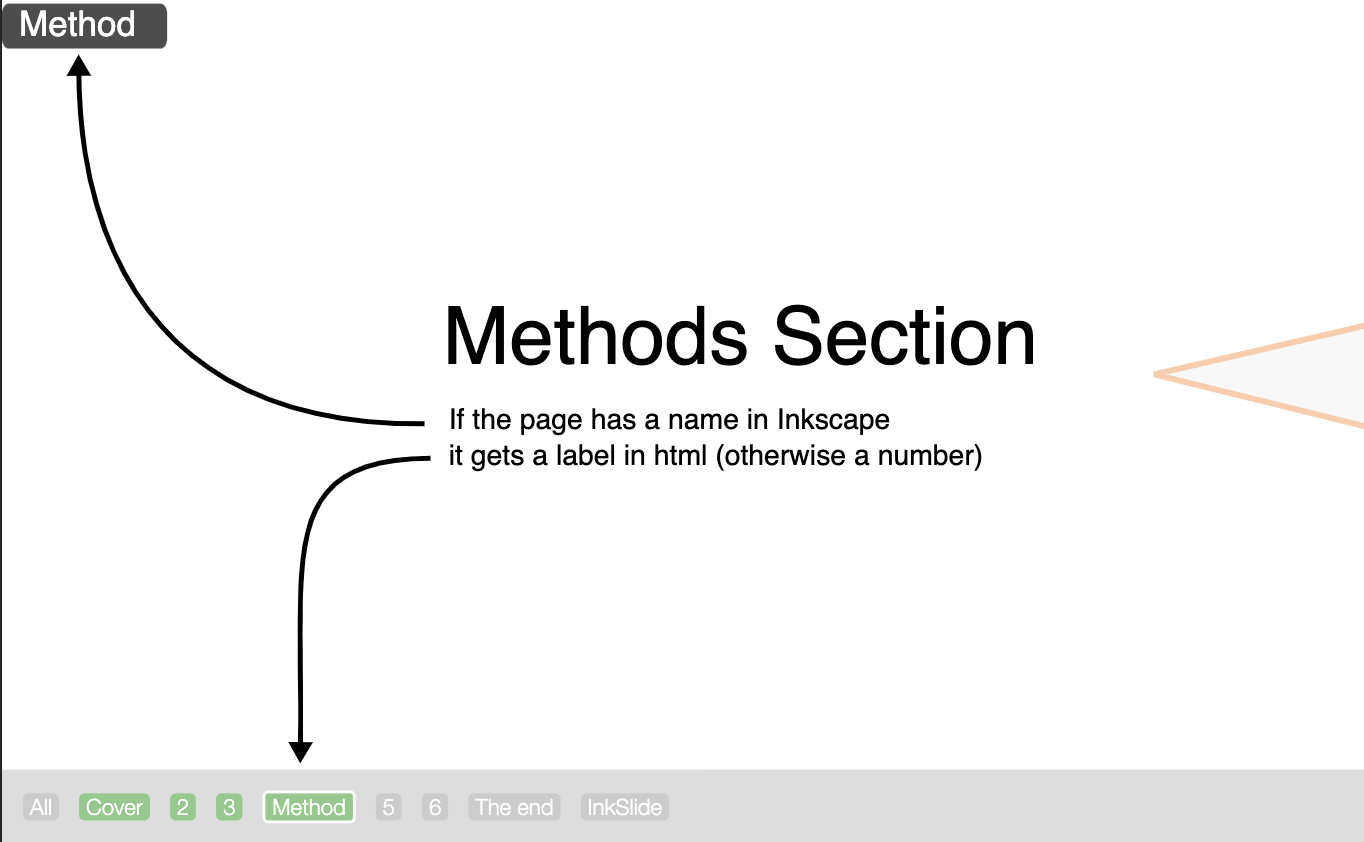 Method
Methods Section
If the page has a name in Inkscape
it gets a label in html (otherwise a number)
All Cover 2 3 Method 5 6 The end InkSlide